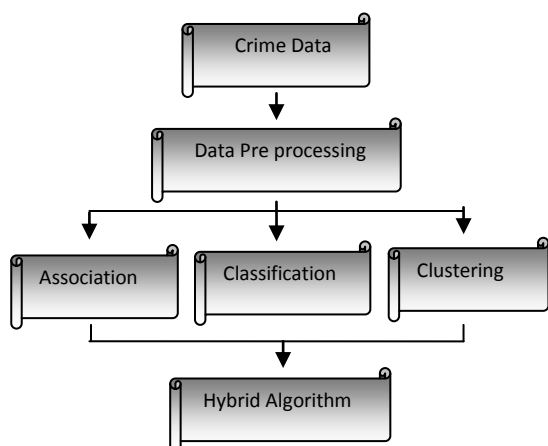 Crime Data
Data Pre processing
Association
Classification
Clustering
Hybrid Algorithm